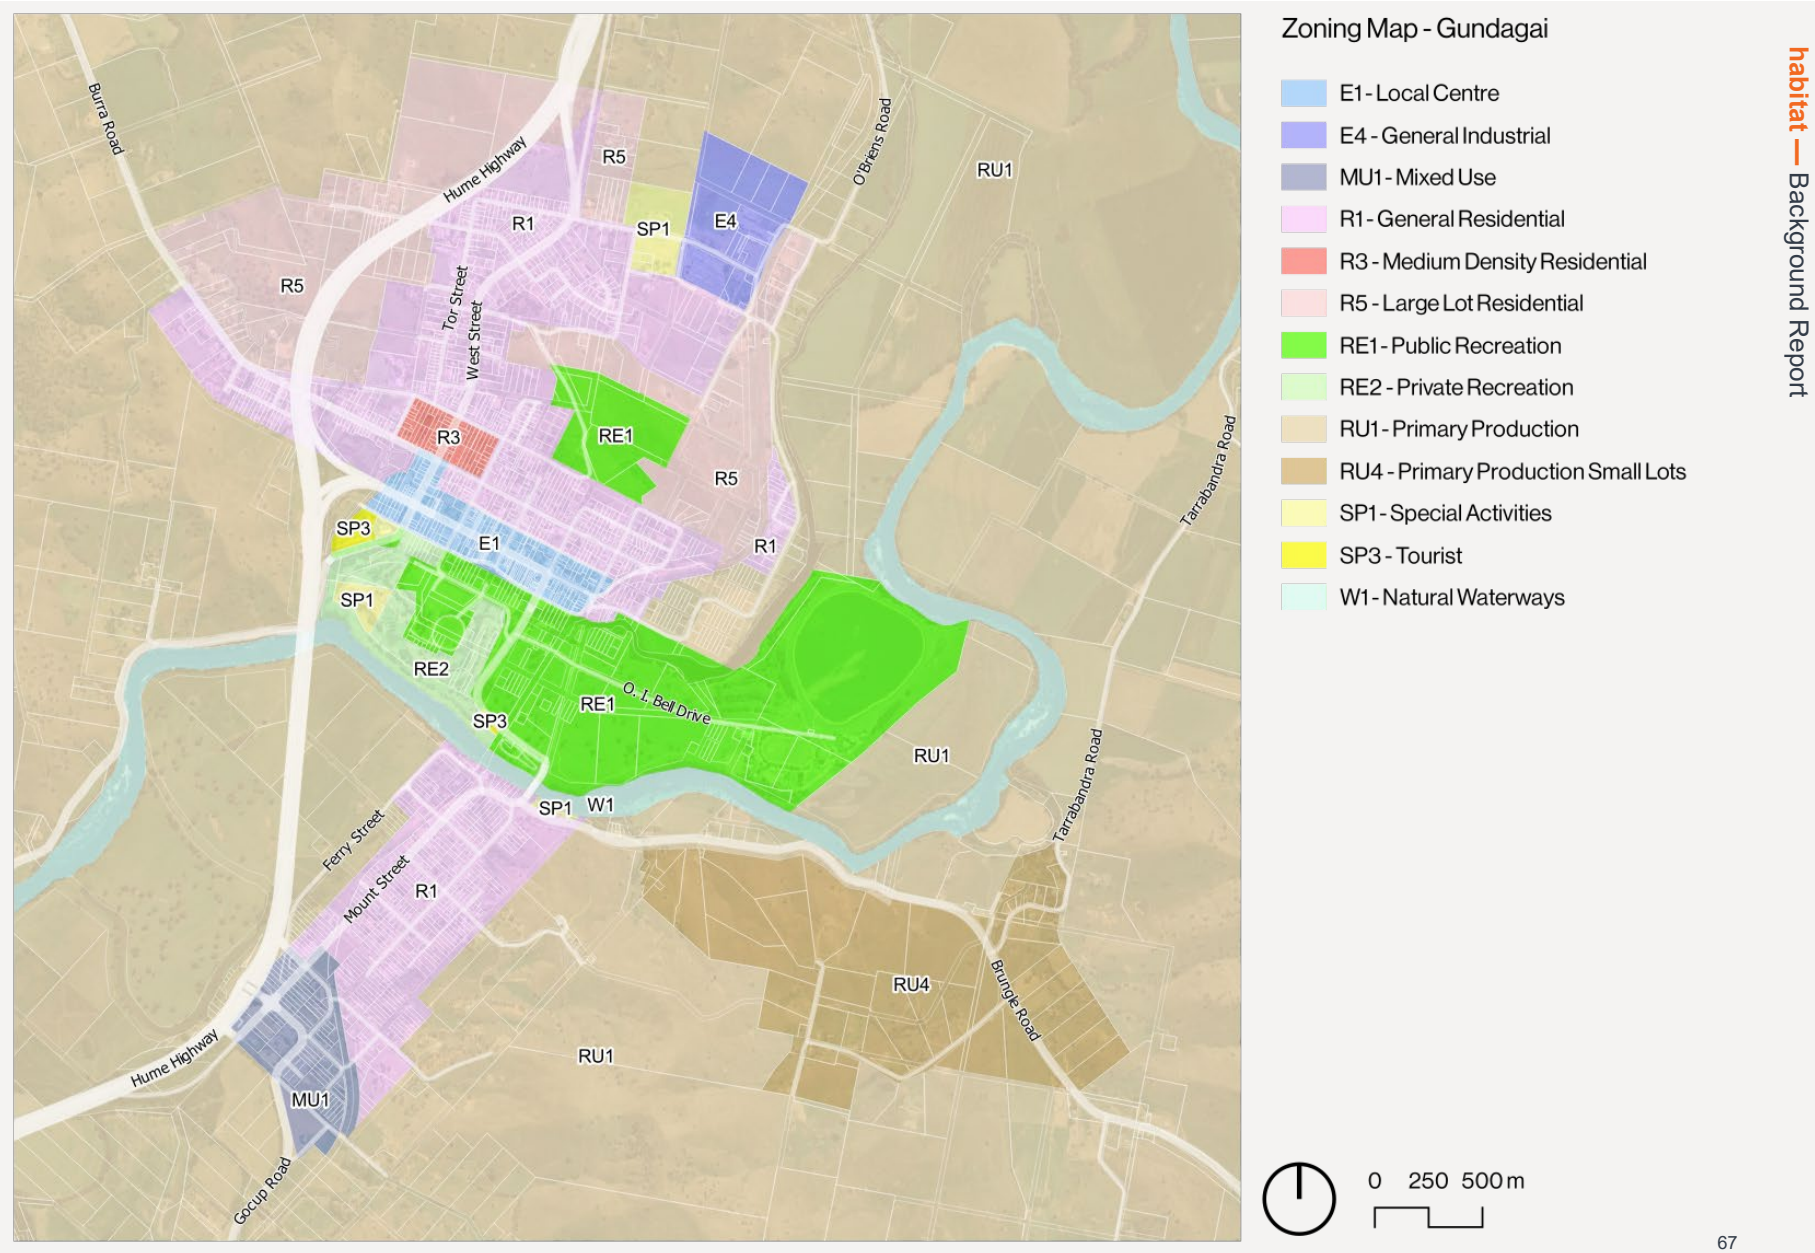 Zoning Map - Gundagai
E1 - Local Centre
E4 - General Industrial
MU1 - Mixed Use
R1 - General Residential
R3 - Medium Density Residential
R5 - Large Lot Residential
RE1 - Public Recreation
RE2 - Private Recreation
RU1 - Primary Production
RU4 - Primary Production Small Lots
SP1 - Special Activities
SP3 - Tourist
W1 - Natural Waterways
habitat — Background Report
Burra Road
Hume Highway
O'Briens Road
R5
RU1
R1
SP1
E4
R5
Tor Street
West Street
R3
RE1
R5
Tarrabandra Road
SP3
E1
R1
SP1
RE2
RE1
O. I. Bell Drive
SP3
RU1
Tarrabandra Road
SP1
W1
Ferry Street
Mount Street
R1
RU4
Brungle Road
Hume Highway
RU1
MU1
Gocup Road
0 250 500 m
67